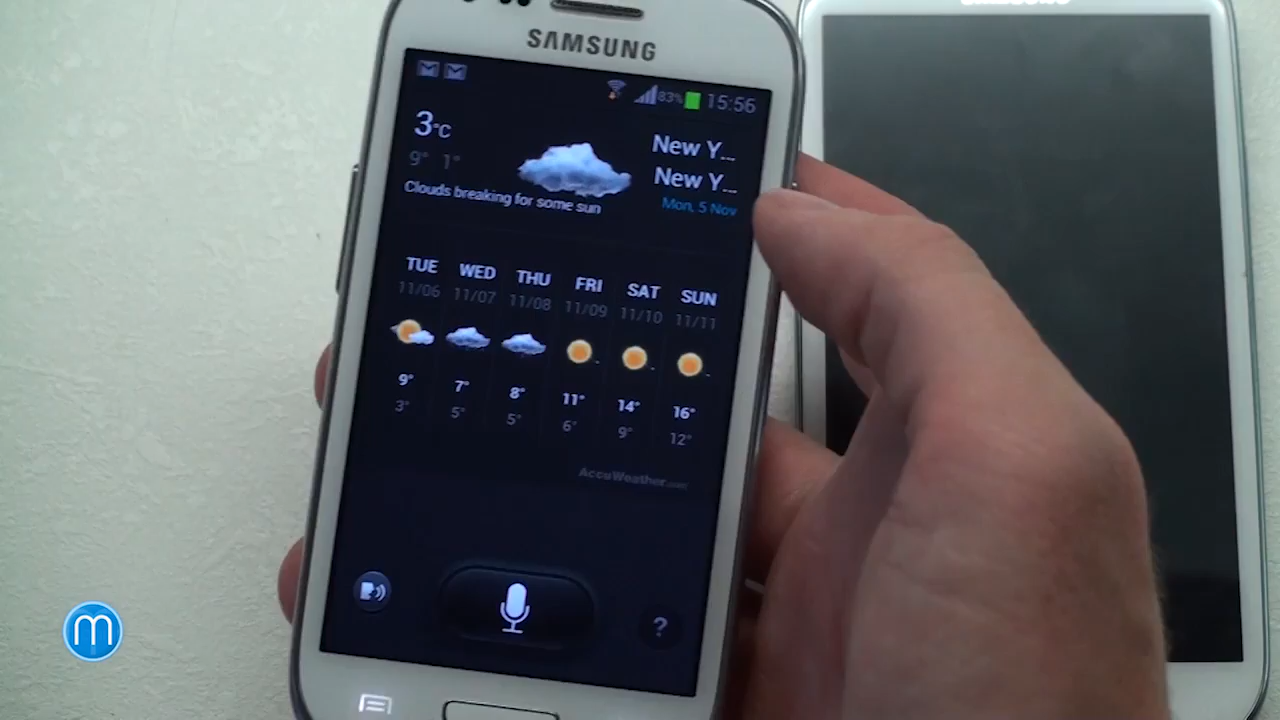 SAMSUNG
83% 15:56
3°C
9° 1°
Clouds breaking for some sun
New Y...
New Y...
Mon, 5 Nov
TUE WED THU FRI SAT SUN
11/06 11/07 11/08 11/09 11/10 11/11
9° 7° 8° 11° 14° 16°
3° 5° 5° 6° 9° 12°
AccuWeather.com
?
m